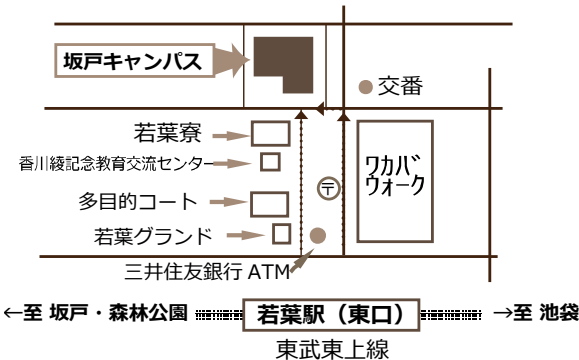 坂戸キャンパス
交番
若葉寮
香川綾記念教育交流センター
ワカバ
ウォーク
多目的コート
〒
若葉グランド
三井住友銀行 ATM
←至 坂戸・森林公園
若葉駅（東口）
→至 池袋
東武東上線